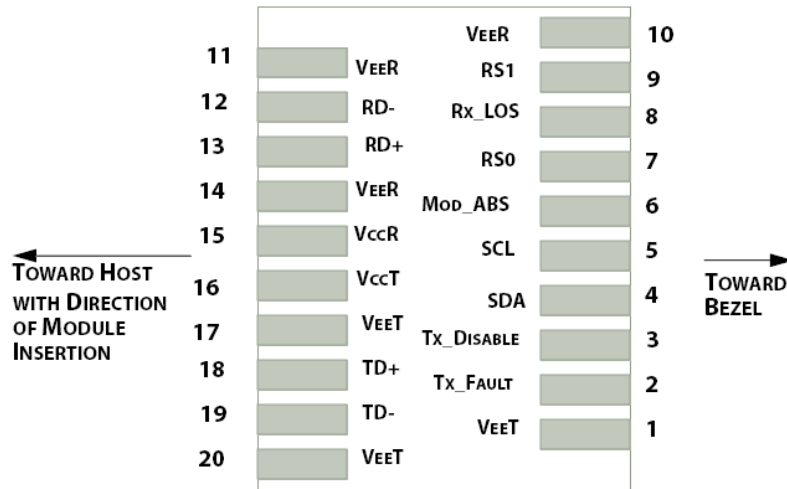 11 VEER
12 RD-
13 RD+
14 VEER
15 VCCR
16 VCCT
17 VEET
18 TD+
19 TD-
20 VEET
VEER 10
RS1 9
RX_LOS 8
RS0 7
MOD_ABS 6
SCL 5
SDA 4
TX_DISABLE 3
TX_FAULT 2
VEET 1
TOWARD HOST
WITH DIRECTION
OF MODULE
INSERTION
TOWARD
BEZEL